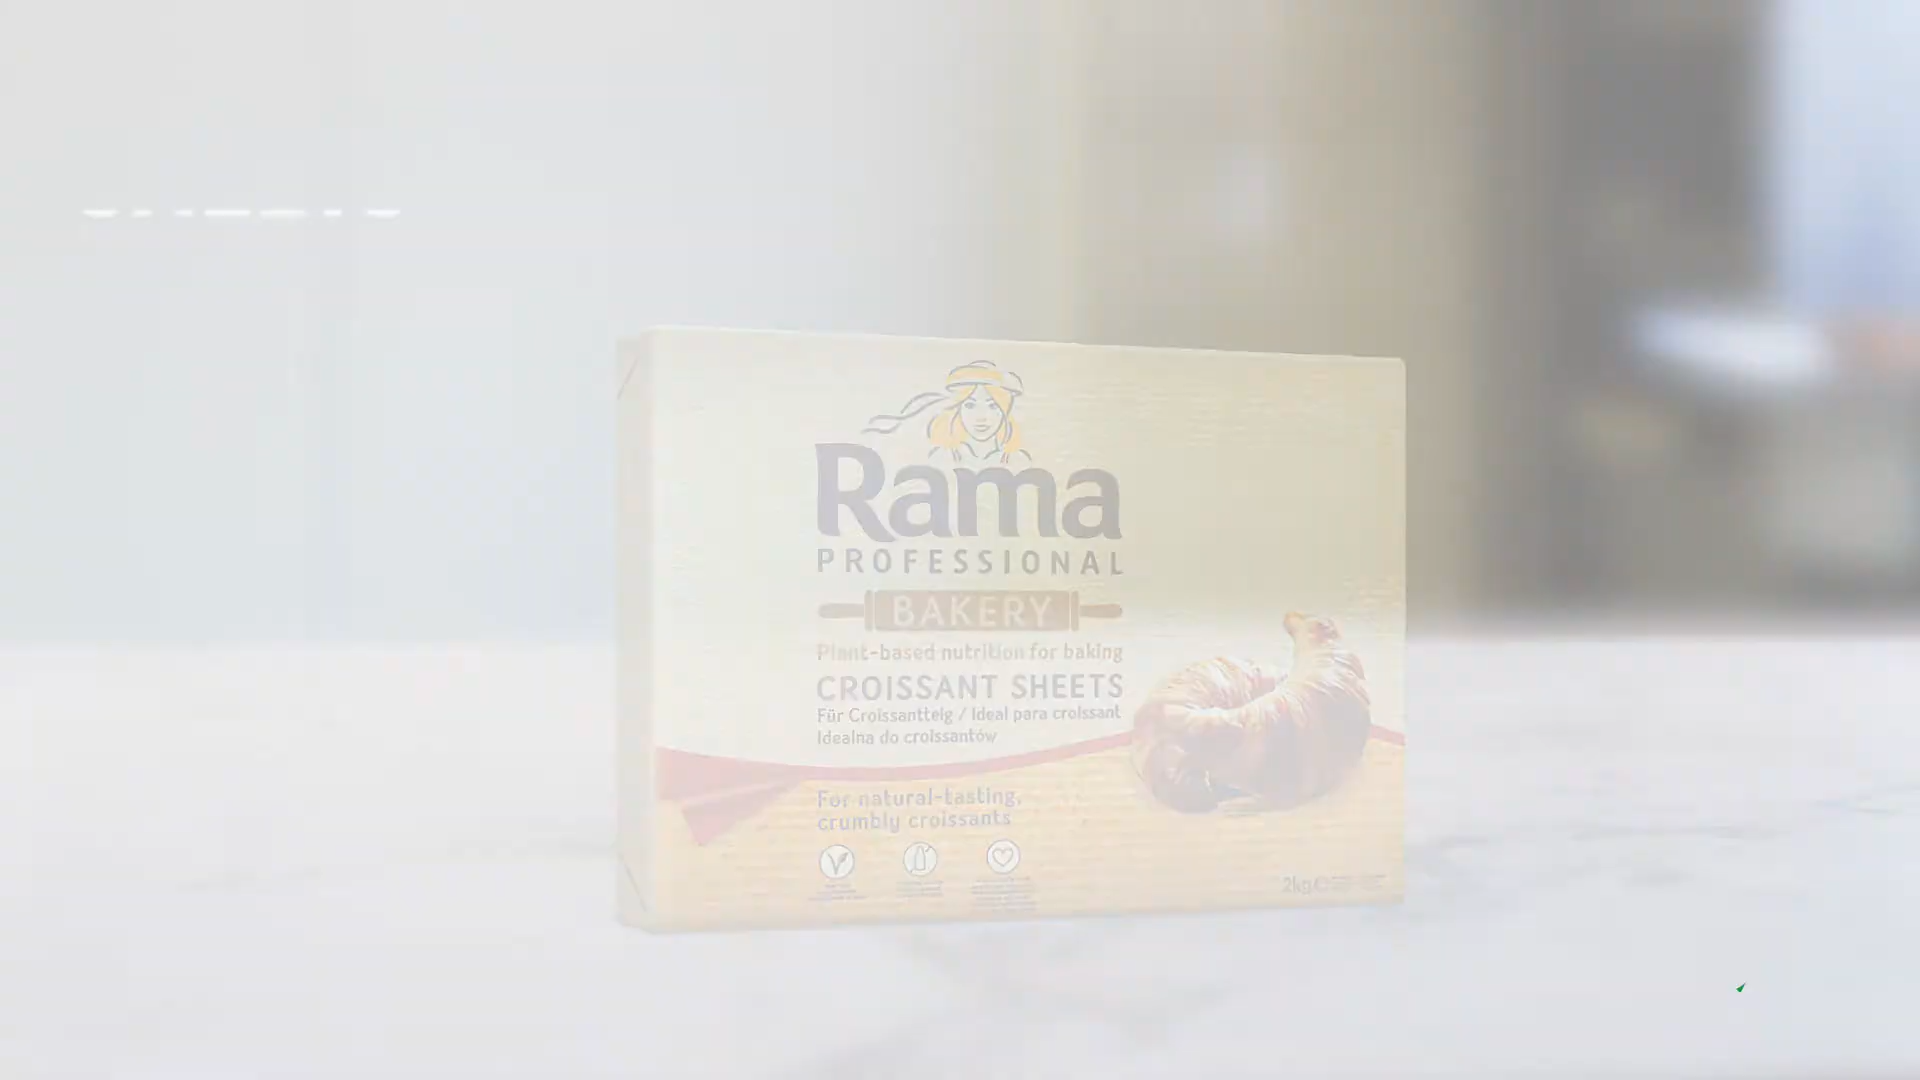 Rama
PROFESSIONAL
BAKERY
Plant-based nutrition for baking
CROISSANT SHEETS
Für Croissantteig / Ideal para croissant
Idealna do croissantów
For natural-tasting,
crumbly croissants
2kg